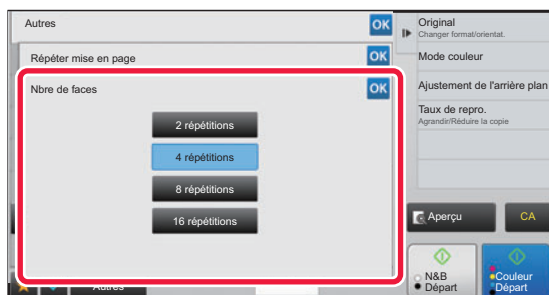 Autres
OK
Répéter mise en page
OK
Nbre de faces
OK
2 répétitions
4 répétitions
8 répétitions
16 répétitions
Autres
Original
Changer format/orientat.
Mode couleur
Ajustement de l'arrière plan
Taux de repro.
Agrandir/Réduire la copie
Aperçu
CA
N&B
Départ
Couleur
Départ